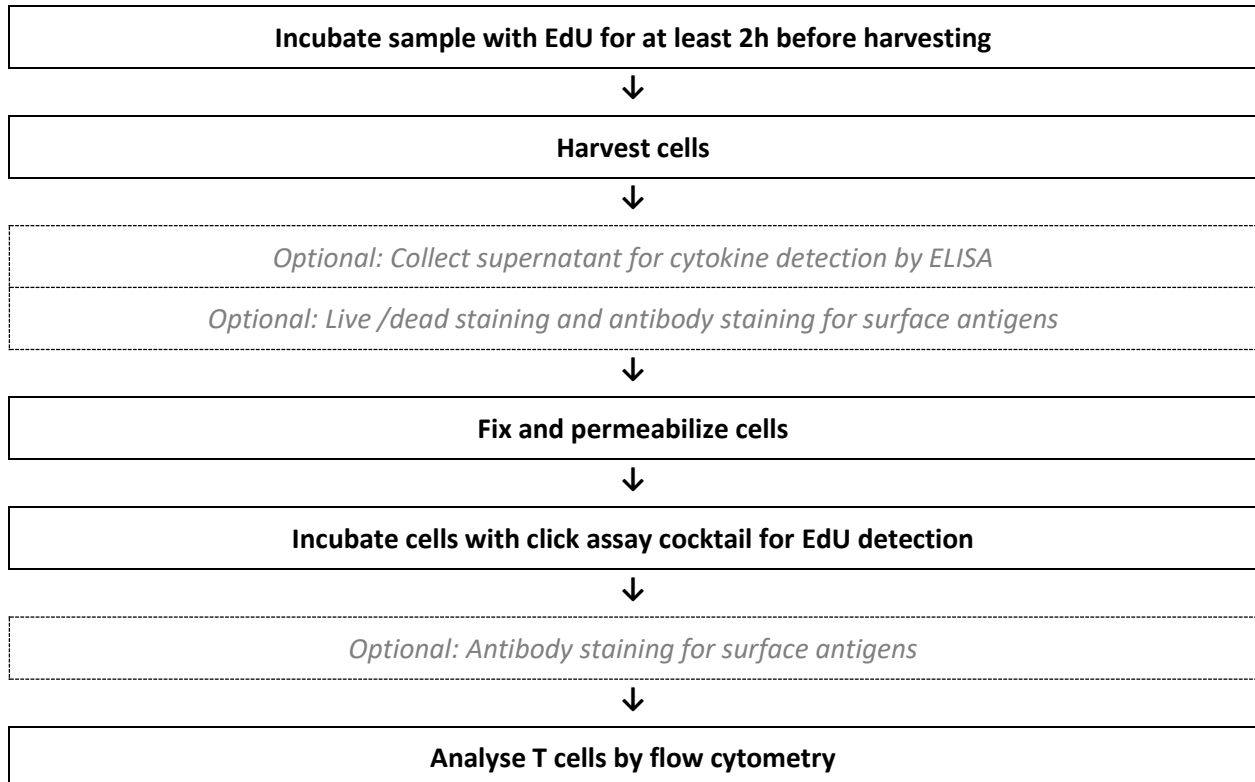 Incubate sample with EdU for at least 2h before harvesting
↓
Harvest cells
↓
Optional: Collect supernatant for cytokine detection by ELISA
Optional: Live /dead staining and antibody staining for surface antigens
↓
Fix and permeabilize cells
↓
Incubate cells with click assay cocktail for EdU detection
↓
Optional: Antibody staining for surface antigens
↓
Analyse T cells by flow cytometry